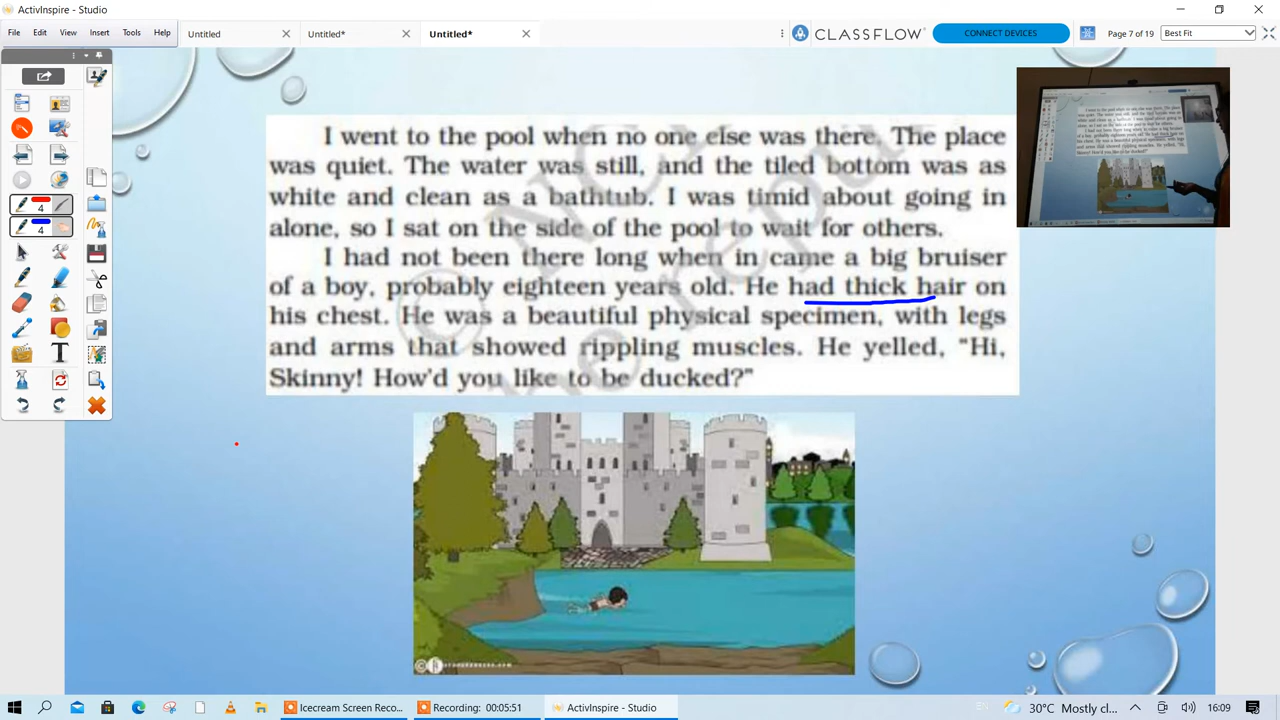 ActivInspire - Studio
File Edit View Insert Tools Help Untitled Untitled* Untitled* CLASSFLOW CONNECT DEVICES Page 7 of 19 Best Fit
4
4
I went to the pool when no one else was there. The place
was quiet. The water was still, and the tiled bottom was as
white and clean as a bathtub. I was timid about going in
alone, so I sat on the side of the pool to wait for others.
I had not been there long when in came a big bruiser
of a boy, probably eighteen years old. He had thick hair on
his chest. He was a beautiful physical specimen, with legs
and arms that showed rippling muscles. He yelled, “Hi,
Skinny! How’d you like to be ducked?”
Icecream Screen Reco... Recording: 00:05:51 ActivInspire - Studio 30°C Mostly cl... 16:09